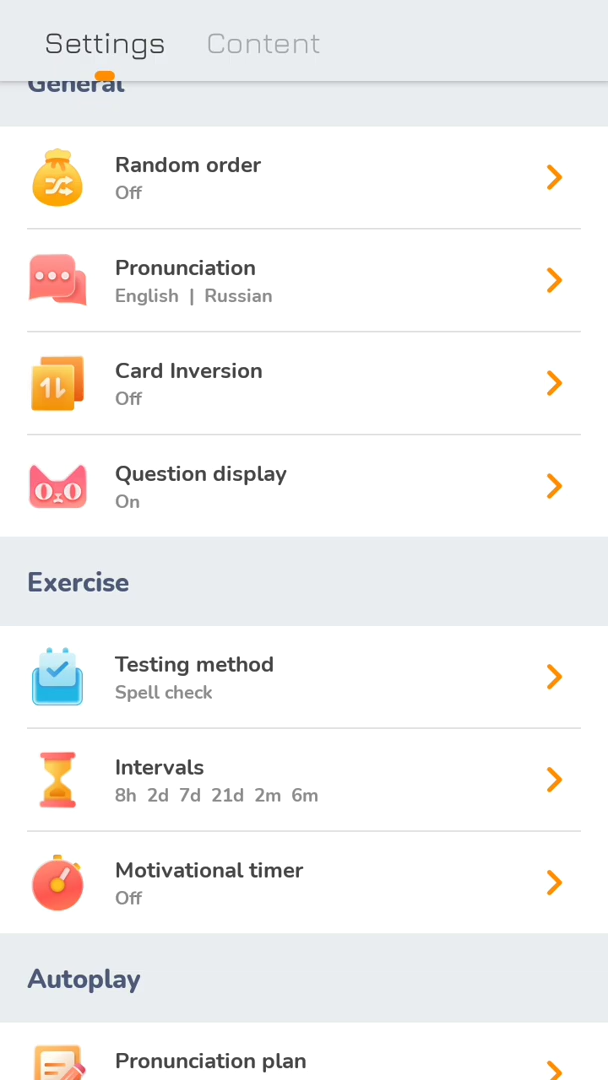 Settings Content
General
Random order
Off
Pronunciation
English | Russian
Card Inversion
Off
Question display
On
Exercise
Testing method
Spell check
Intervals
8h 2d 7d 21d 2m 6m
Motivational timer
Off
Autoplay
Pronunciation plan